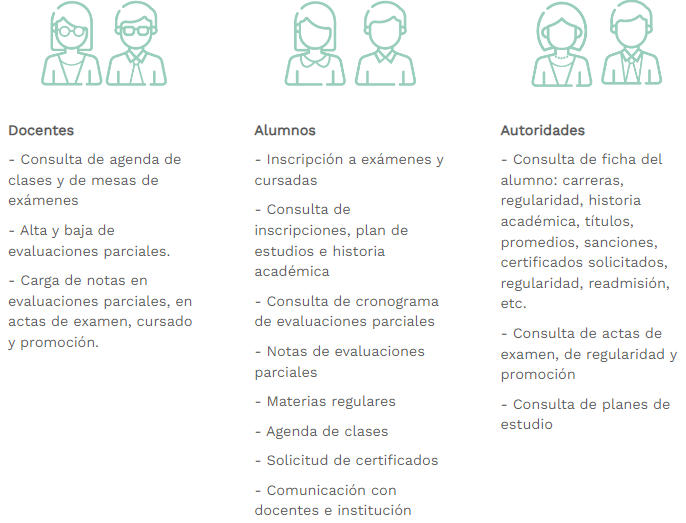 Docentes
- Consulta de agenda de
clases y de mesas de
exámenes
- Alta y baja de
evaluaciones parciales.
- Carga de notas en
evaluaciones parciales, en
actas de examen, cursado
y promoción.
Alumnos
- Inscripción a exámenes y
cursadas
- Consulta de
inscripciones, plan de
estudios e historia
académica
- Consulta de cronograma
de evaluaciones parciales
- Notas de evaluaciones
parciales
- Materias regulares
- Agenda de clases
- Solicitud de certificados
- Comunicación con
docentes e institución
Autoridades
- Consulta de ficha del
alumno: carreras,
regularidad, historia
académica, títulos,
promedios, sanciones,
certificados solicitados,
regularidad, readmisión,
etc.
- Consulta de actas de
examen, de regularidad y
promoción
- Consulta de planes de
estudio